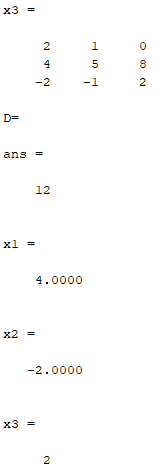 x3 =
2 1 0
4 5 8
-2 -1 2
D=
ans =
12
x1 =
4.0000
x2 =
-2.0000
x3 =
2